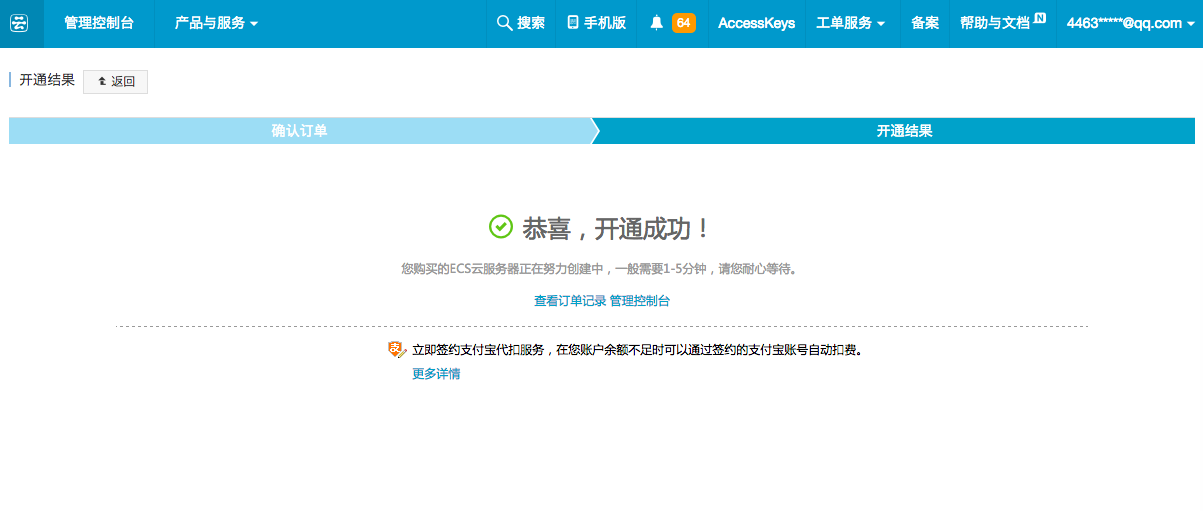 管理控制台 产品与服务 搜索 手机版 64 AccessKeys 工单服务 备案 帮助与文档 N 4463*****@qq.com
开通结果 返回
确认订单 开通结果
恭喜，开通成功！
您购买的ECS云服务器正在努力创建中，一般需要1-5分钟，请您耐心等待。
查看订单记录 管理控制台
支 立即签约支付宝代扣服务，在您账户余额不足时可以通过签约的支付宝账号自动扣费。
更多详情